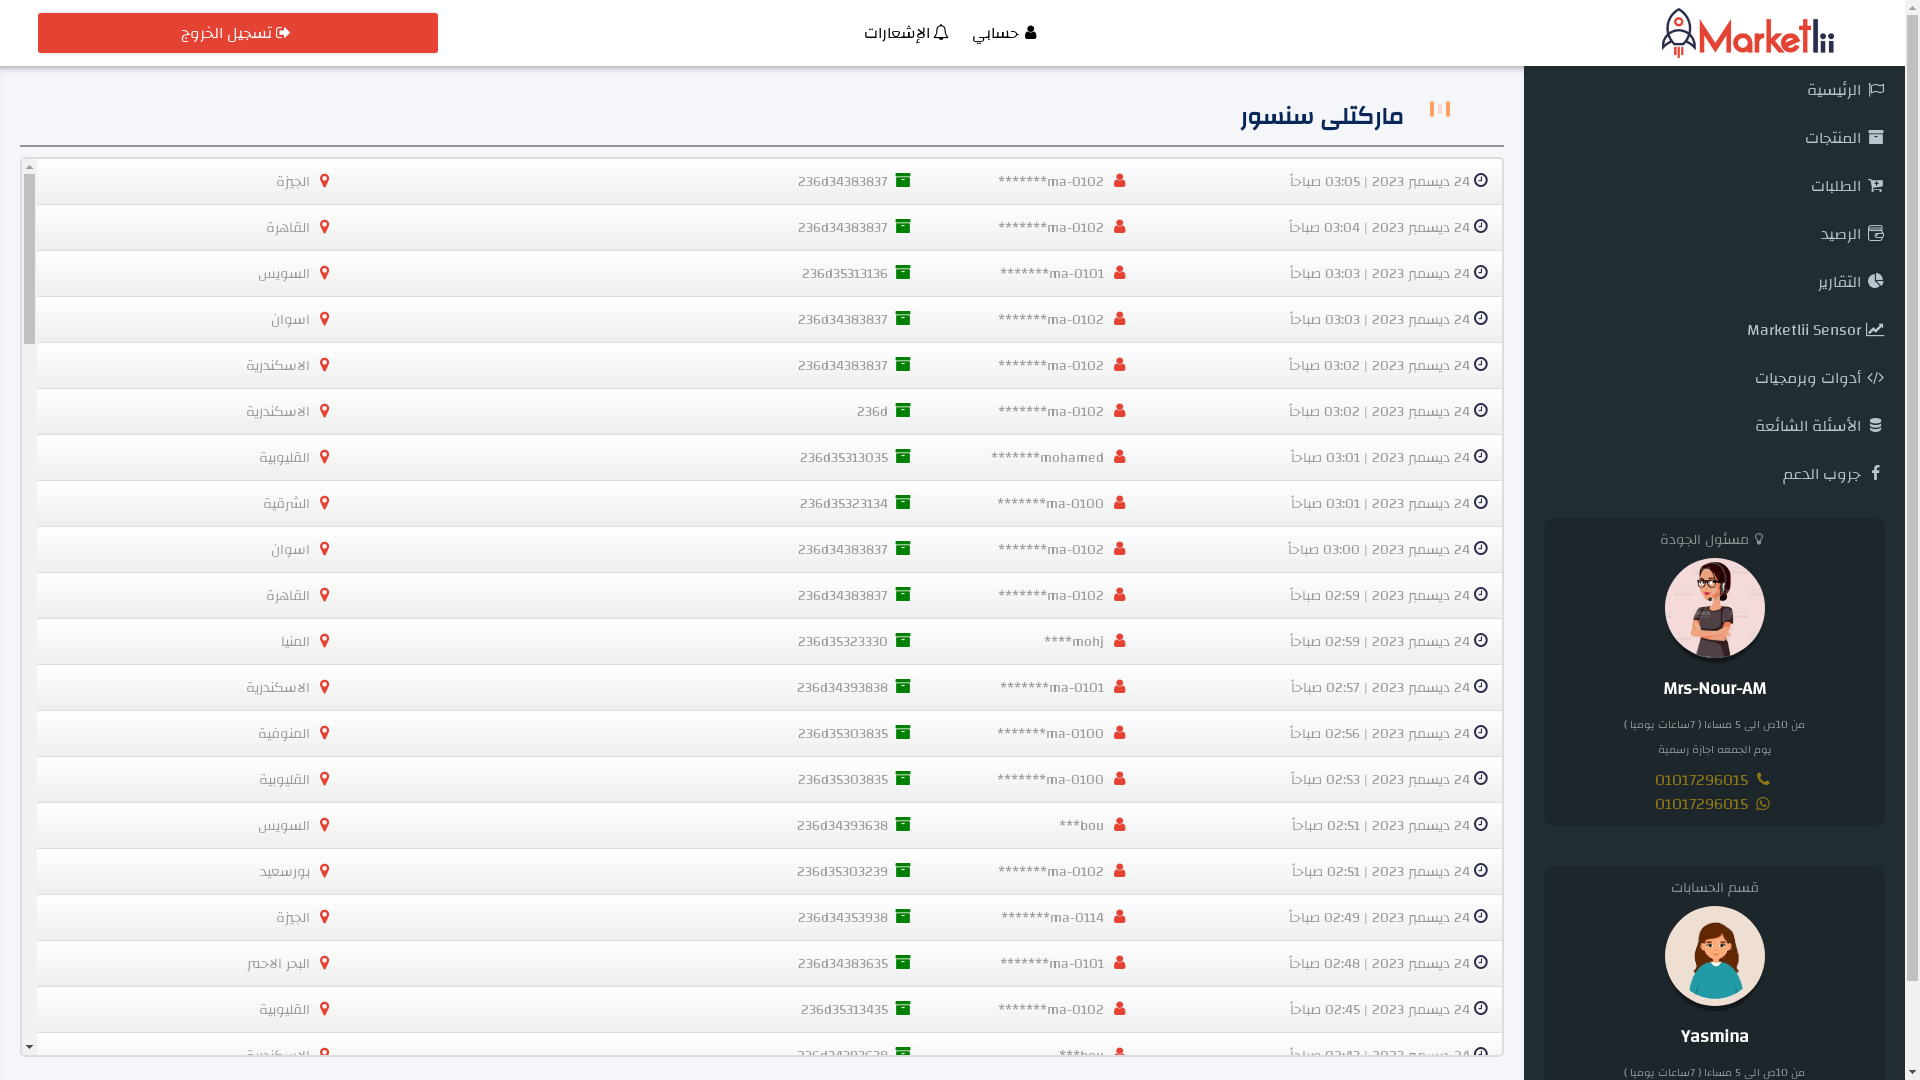 Marketlii
حسابي
الإشعارات
تسجيل الخروج
الرئيسية
المنتجات
الطلبات
الرصيد
التقارير
Marketlii Sensor
أدوات وبرمجيات
الأسئلة الشائعة
جروب الدعم
مسئول الجودة
Mrs-Nour-AM
من 10ص الى 5 مساءا ( 7ساعات يوميا )
يوم الجمعه اجازة رسمية
01017296015
01017296015
قسم الحسابات
Yasmina
من 10ص الى 5 مساءا ( 7ساعات يوميا )
ماركتلى سنسور
24 ديسمبر 2023 | 03:05 صباحاً ma-0102******* 236d34383837 الجيزة
24 ديسمبر 2023 | 03:04 صباحاً ma-0102******* 236d34383837 القاهرة
24 ديسمبر 2023 | 03:03 صباحاً ma-0101******* 236d35313136 السويس
24 ديسمبر 2023 | 03:03 صباحاً ma-0102******* 236d34383837 اسوان
24 ديسمبر 2023 | 03:02 صباحاً ma-0102******* 236d34383837 الاسكندرية
24 ديسمبر 2023 | 03:02 صباحاً ma-0102******* 236d الاسكندرية
24 ديسمبر 2023 | 03:01 صباحاً mohamed******* 236d35313035 القليوبية
24 ديسمبر 2023 | 03:01 صباحاً ma-0100******* 236d35323134 الشرقية
24 ديسمبر 2023 | 03:00 صباحاً ma-0102******* 236d34383837 اسوان
24 ديسمبر 2023 | 02:59 صباحاً ma-0102******* 236d34383837 القاهرة
24 ديسمبر 2023 | 02:59 صباحاً mohj**** 236d35323330 المنيا
24 ديسمبر 2023 | 02:57 صباحاً ma-0101******* 236d34393838 الاسكندرية
24 ديسمبر 2023 | 02:56 صباحاً ma-0100******* 236d35303835 المنوفية
24 ديسمبر 2023 | 02:53 صباحاً ma-0100******* 236d35303835 القليوبية
24 ديسمبر 2023 | 02:51 صباحاً bou*** 236d34393638 السويس
24 ديسمبر 2023 | 02:51 صباحاً ma-0102******* 236d35303239 بورسعيد
24 ديسمبر 2023 | 02:49 صباحاً ma-0114******* 236d34353938 الجيزة
24 ديسمبر 2023 | 02:48 صباحاً ma-0101******* 236d34383635 البحر الاحمر
24 ديسمبر 2023 | 02:45 صباحاً ma-0102******* 236d35313435 القليوبية